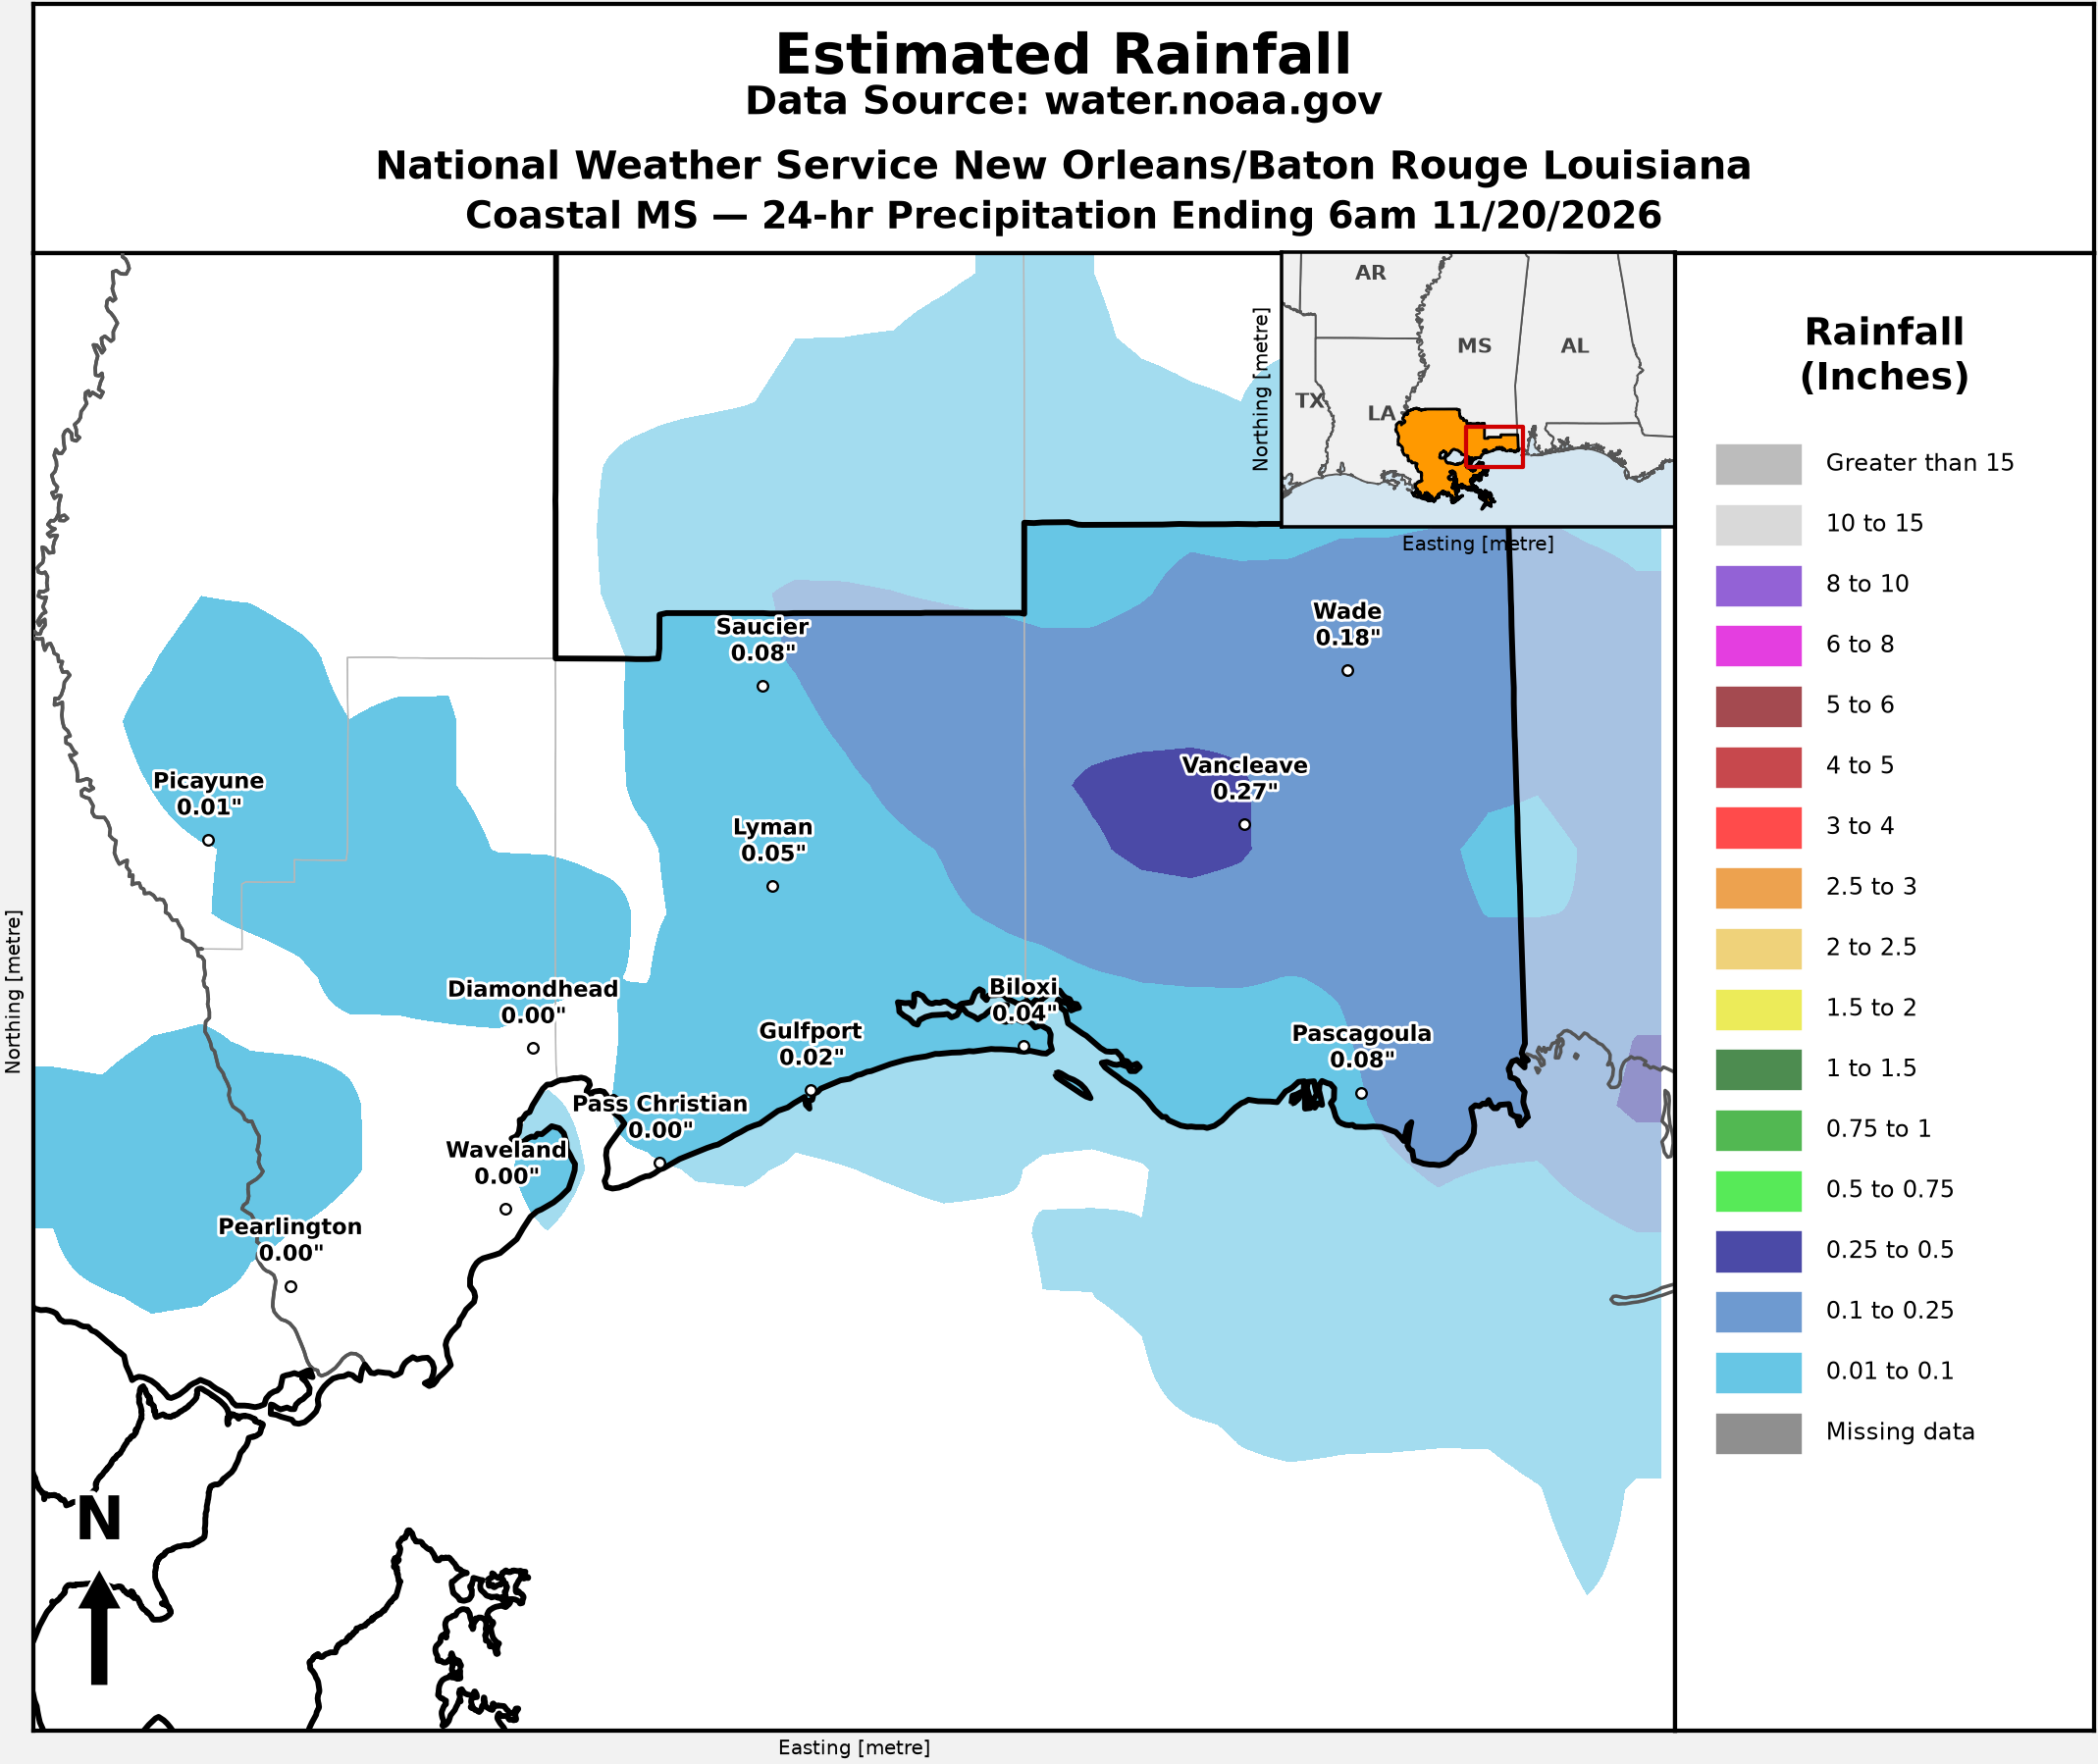 Estimated Rainfall
Data Source: water.noaa.gov
National Weather Service New Orleans/Baton Rouge Louisiana
Coastal MS — 24-hr Precipitation Ending 6am 11/20/2026
AR
MS
AL
TX
LA
Northing [metre]
Easting [metre]
Saucier
0.08"
Wade
0.18"
Picayune
0.01"
Vancleave
0.27"
Lyman
0.05"
Diamondhead
0.00"
Biloxi
0.04"
Gulfport
0.02"
Pascagoula
0.08"
Pass Christian
0.00"
Waveland
0.00"
Pearlington
0.00"
N
Northing [metre]
Easting [metre]
Rainfall
(Inches)
Greater than 15
10 to 15
8 to 10
6 to 8
5 to 6
4 to 5
3 to 4
2.5 to 3
2 to 2.5
1.5 to 2
1 to 1.5
0.75 to 1
0.5 to 0.75
0.25 to 0.5
0.1 to 0.25
0.01 to 0.1
Missing data